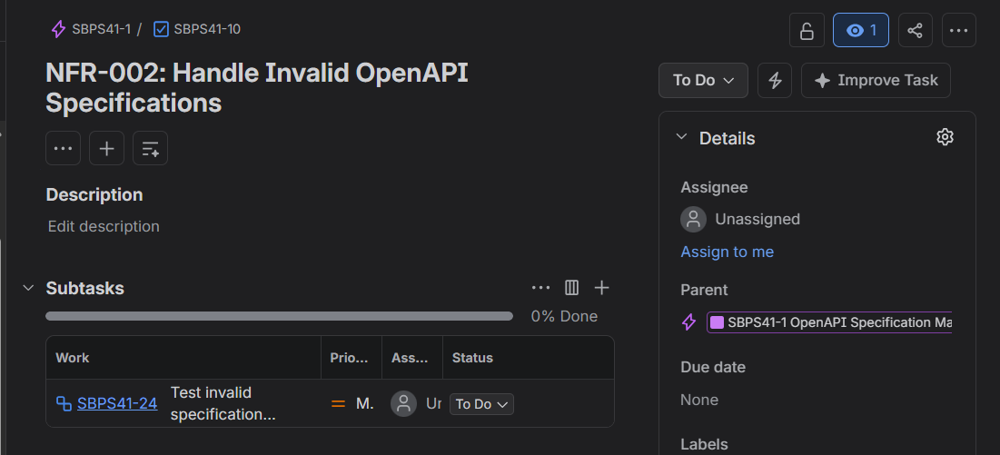 SBPS41-1 / SBPS41-10
1
NFR-002: Handle Invalid OpenAPI
Specifications
To Do
Improve Task
Details
Description
Edit description
Assignee
Unassigned
Assign to me
Parent
SBPS41-1 OpenAPI Specification Ma
Due date
None
Labels
Subtasks
0% Done
Work Prio... Ass... Status
SBPS41-24 Test invalid
specification... M. Ur To Do